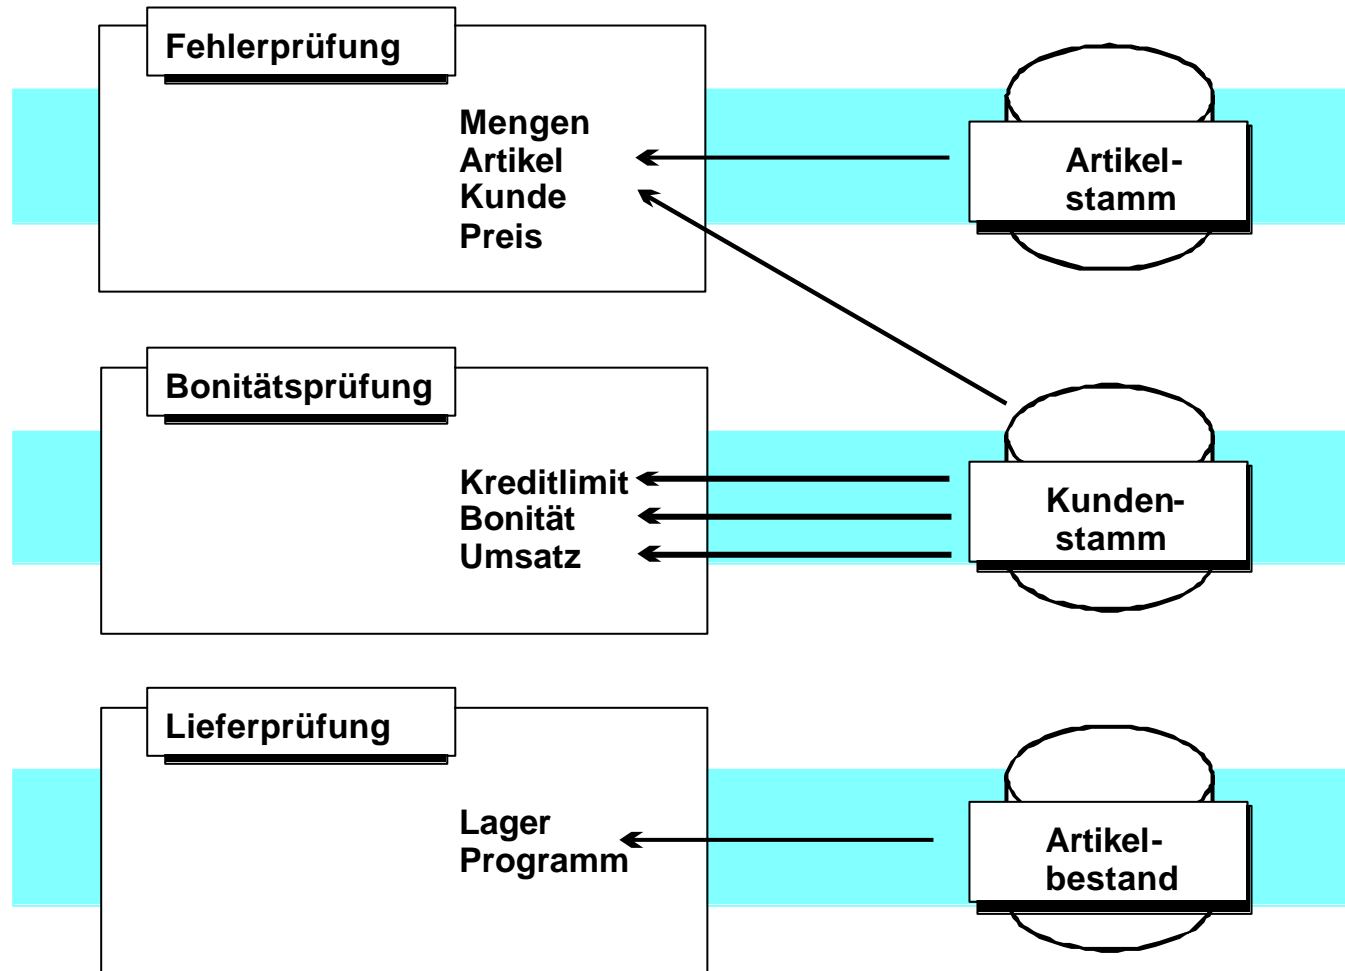 Fehlerprüfung
Mengen
Artikel
Kunde
Preis
Artikel-
stamm
Bonitätsprüfung
Kreditlimit
Bonität
Umsatz
Kunden-
stamm
Lieferprüfung
Lager
Programm
Artikel-
bestand